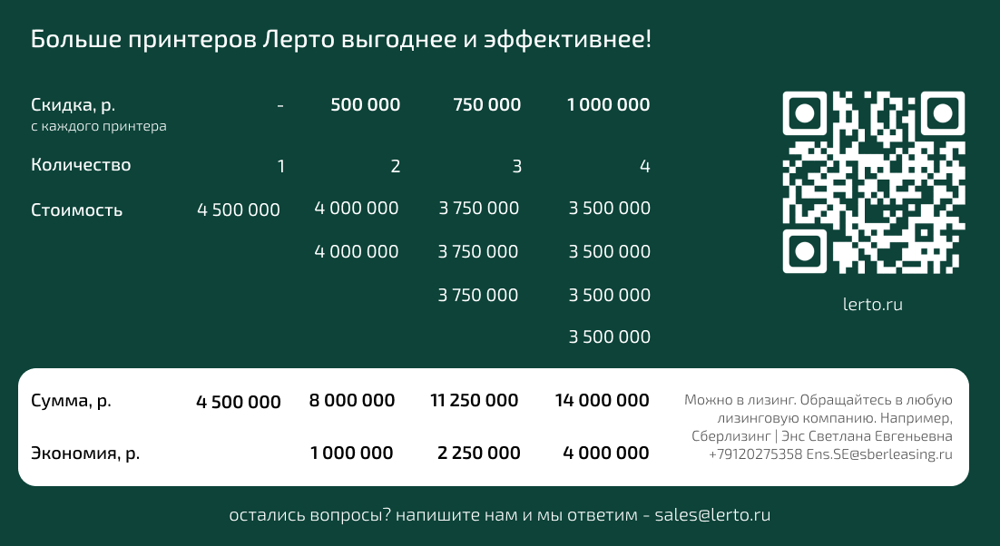 Больше принтеров Лерто выгоднее и эффективнее!
Скидка, р. - 500 000 750 000 1 000 000
с каждого принтера
Количество 1 2 3 4
Стоимость 4 500 000 4 000 000 3 750 000 3 500 000
4 000 000 3 750 000 3 500 000
3 750 000 3 500 000
lerto.ru
3 500 000
Сумма, р. 4 500 000 8 000 000 11 250 000 14 000 000
Экономия, р. 1 000 000 2 250 000 4 000 000
Можно в лизинг. Обращайтесь в любую
лизинговую компанию. Например,
Сберлизинг | Энс Светлана Евгеньевна
+79120275358 Ens.SE@sberleasing.ru
остались вопросы? напишите нам и мы ответим - sales@lerto.ru